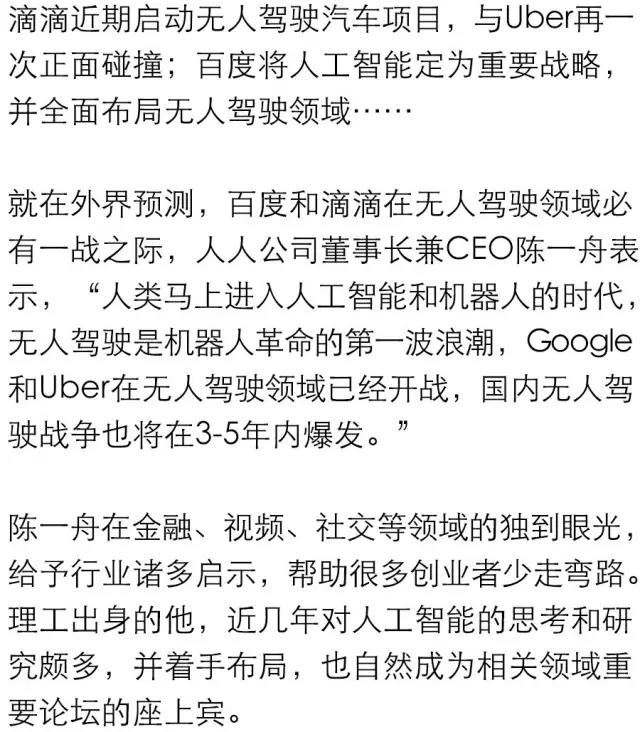 滴滴近期启动无人驾驶汽车项目，与Uber再一
次正面碰撞；百度将人工智能定为重要战略，
并全面布局无人驾驶领域……
就在外界预测，百度和滴滴在无人驾驶领域必
有一战之际，人人公司董事长兼CEO陈一舟表
示，“人类马上进入人工智能和机器人的时代，
无人驾驶是机器人革命的第一波浪潮，Google
和Uber在无人驾驶领域已经开战，国内无人驾
驶战争也将在3-5年内爆发。”
陈一舟在金融、视频、社交等领域的独到眼光，
给予行业诸多启示，帮助很多创业者少走弯路。
理工出身的他，近几年对人工智能的思考和研
究颇多，并着手布局，也自然成为相关领域重
要论坛的座上宾。